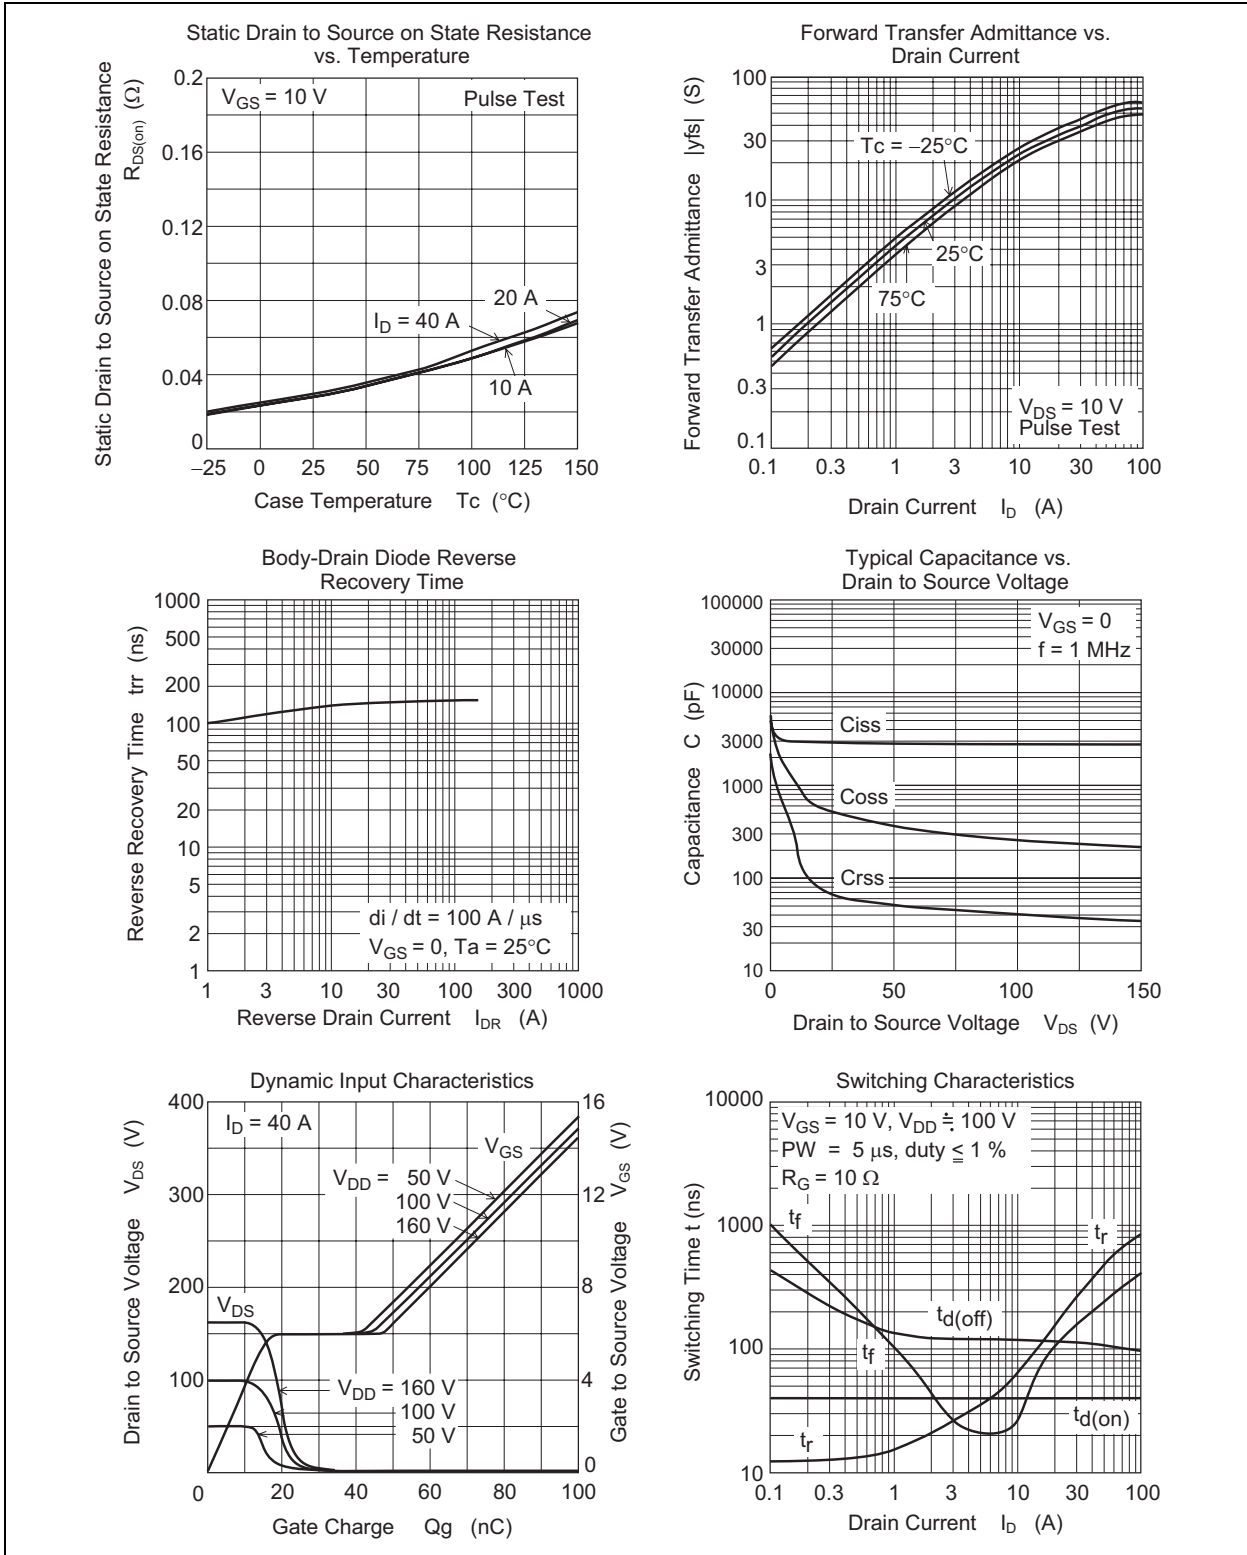 Static Drain to Source on State Resistance
vs. Temperature
Static Drain to Source on State Resistance
RDS(on) (Ω)
0.2
0.16
0.12
0.08
0.04
0
VGS = 10 V
Pulse Test
20 A
ID = 40 A
10 A
−25 0 25 50 75 100 125 150
Case Temperature Tc (°C)
Forward Transfer Admittance vs.
Drain Current
Forward Transfer Admittance |yfs| (S)
100
30
10
3
1
0.3
0.1
Tc = −25°C
25°C
75°C
VDS = 10 V
Pulse Test
0.1 0.3 1 3 10 30 100
Drain Current ID (A)
Body-Drain Diode Reverse
Recovery Time
Reverse Recovery Time trr (ns)
1000
500
200
100
50
20
10
5
2
1
di / dt = 100 A / μs
VGS = 0, Ta = 25°C
1 3 10 30 100 300 1000
Reverse Drain Current IDR (A)
Typical Capacitance vs.
Drain to Source Voltage
Capacitance C (pF)
100000
30000
10000
3000
1000
300
100
30
10
VGS = 0
f = 1 MHz
Ciss
Coss
Crss
0 50 100 150
Drain to Source Voltage VDS (V)
Dynamic Input Characteristics
Drain to Source Voltage VDS (V)
400
300
200
100
ID = 40 A
VGS
VDD = 50 V
100 V
160 V
VDS
VDD = 160 V
100 V
50 V
16
12
8
4
0
Gate to Source Voltage VGS (V)
0 20 40 60 80 100
Gate Charge Qg (nC)
Switching Characteristics
Switching Time t (ns)
10000
1000
100
10
VGS = 10 V, VDD ≒ 100 V
PW = 5 μs, duty ≦ 1 %
RG = 10 Ω
tf
tr
td(off)
tf
td(on)
tr
0.1 0.3 1 3 10 30 100
Drain Current ID (A)